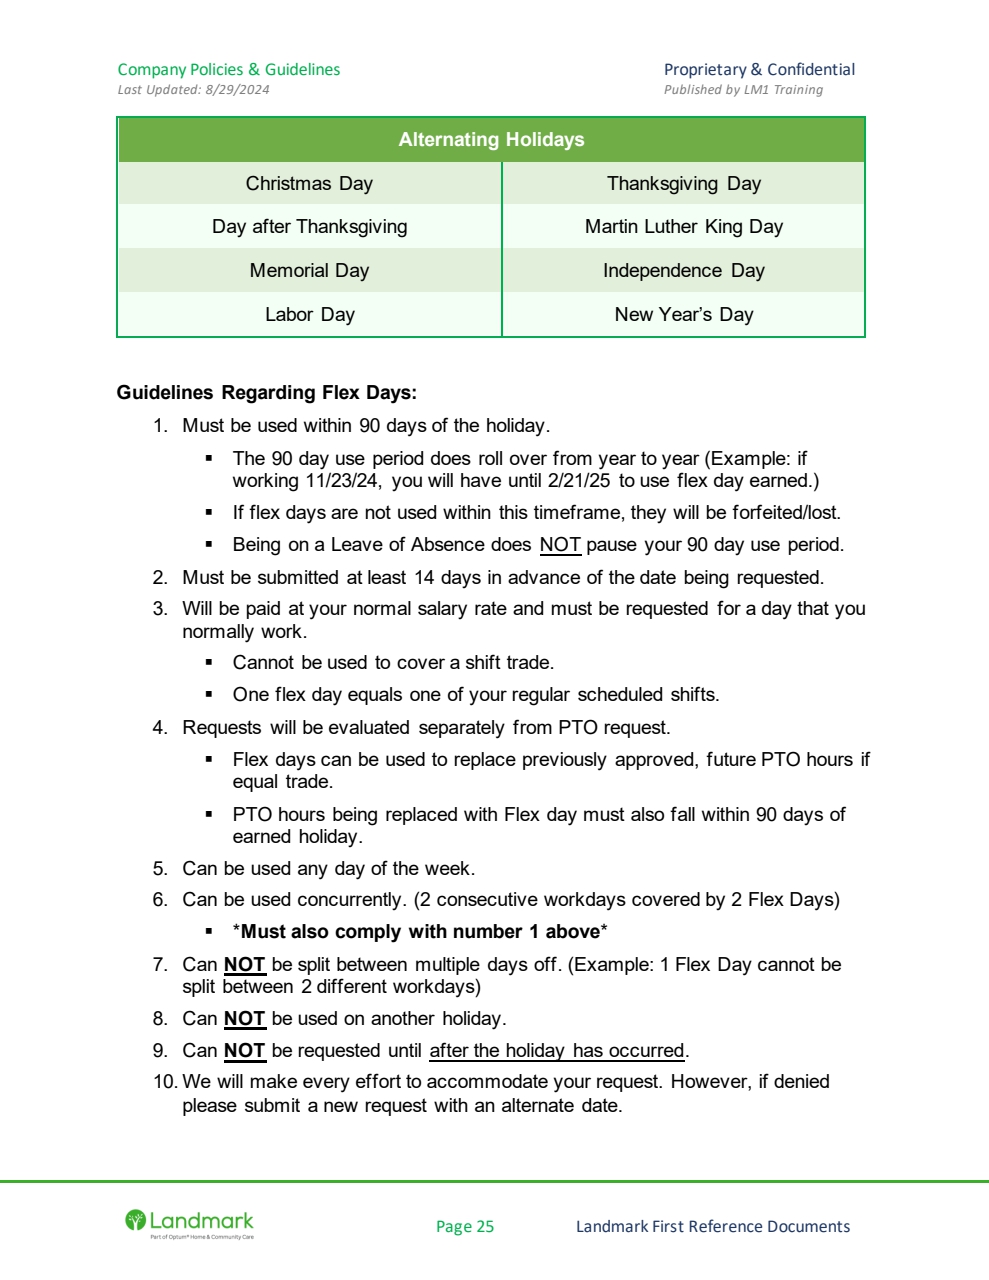 Company Policies & Guidelines
Proprietary & Confidential
Last Updated: 8/29/2024
Published by LM1 Training
Alternating Holidays
Christmas Day
Thanksgiving Day
Day after Thanksgiving
Martin Luther King Day
Memorial Day
Independence Day
Labor Day
New Year’s Day
Guidelines Regarding Flex Days:
1. Must be used within 90 days of the holiday.
▪ The 90 day use period does roll over from year to year (Example: if
working 11/23/24, you will have until 2/21/25 to use flex day earned.)
▪ If flex days are not used within this timeframe, they will be forfeited/lost.
▪ Being on a Leave of Absence does NOT pause your 90 day use period.
2. Must be submitted at least 14 days in advance of the date being requested.
3. Will be paid at your normal salary rate and must be requested for a day that you
normally work.
▪ Cannot be used to cover a shift trade.
▪ One flex day equals one of your regular scheduled shifts.
4. Requests will be evaluated separately from PTO request.
▪ Flex days can be used to replace previously approved, future PTO hours if
equal trade.
▪ PTO hours being replaced with Flex day must also fall within 90 days of
earned holiday.
5. Can be used any day of the week.
6. Can be used concurrently. (2 consecutive workdays covered by 2 Flex Days)
▪ *Must also comply with number 1 above*
7. Can NOT be split between multiple days off. (Example: 1 Flex Day cannot be
split between 2 different workdays)
8. Can NOT be used on another holiday.
9. Can NOT be requested until after the holiday has occurred.
10. We will make every effort to accommodate your request. However, if denied
please submit a new request with an alternate date.
Landmark
Part of Optum® Home & Community Care
Page 25
Landmark First Reference Documents